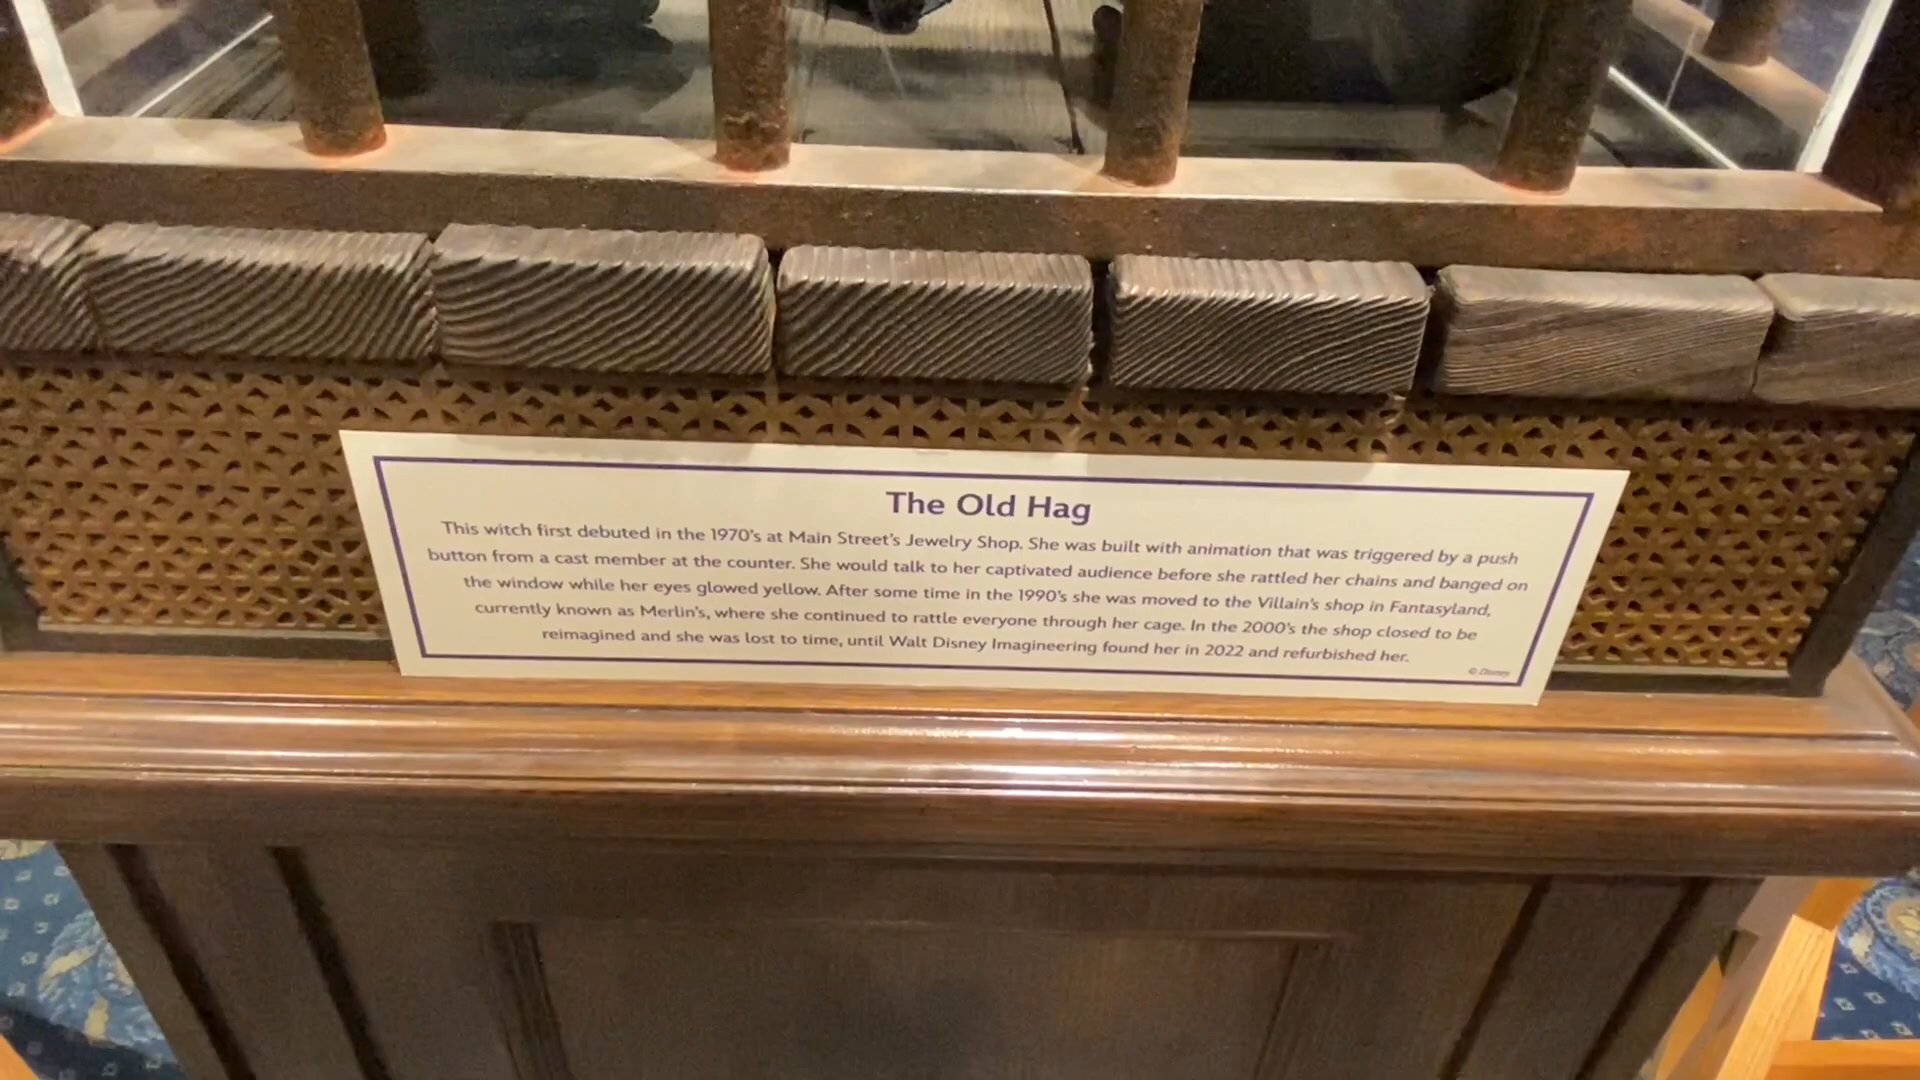 The Old Hag
This witch first debuted in the 1970's at Main Street's Jewelry Shop. She was built with animation that was triggered by a push
button from a cast member at the counter. She would talk to her captivated audience before she rattled her chains and banged on
the window while her eyes glowed yellow. After some time in the 1990's she was moved to the Villain's shop in Fantasyland,
currently known as Merlin's, where she continued to rattle everyone through her cage. In the 2000's the shop closed to be
reimagined and she was lost to time, until Walt Disney Imagineering found her in 2022 and refurbished her.
© Disney